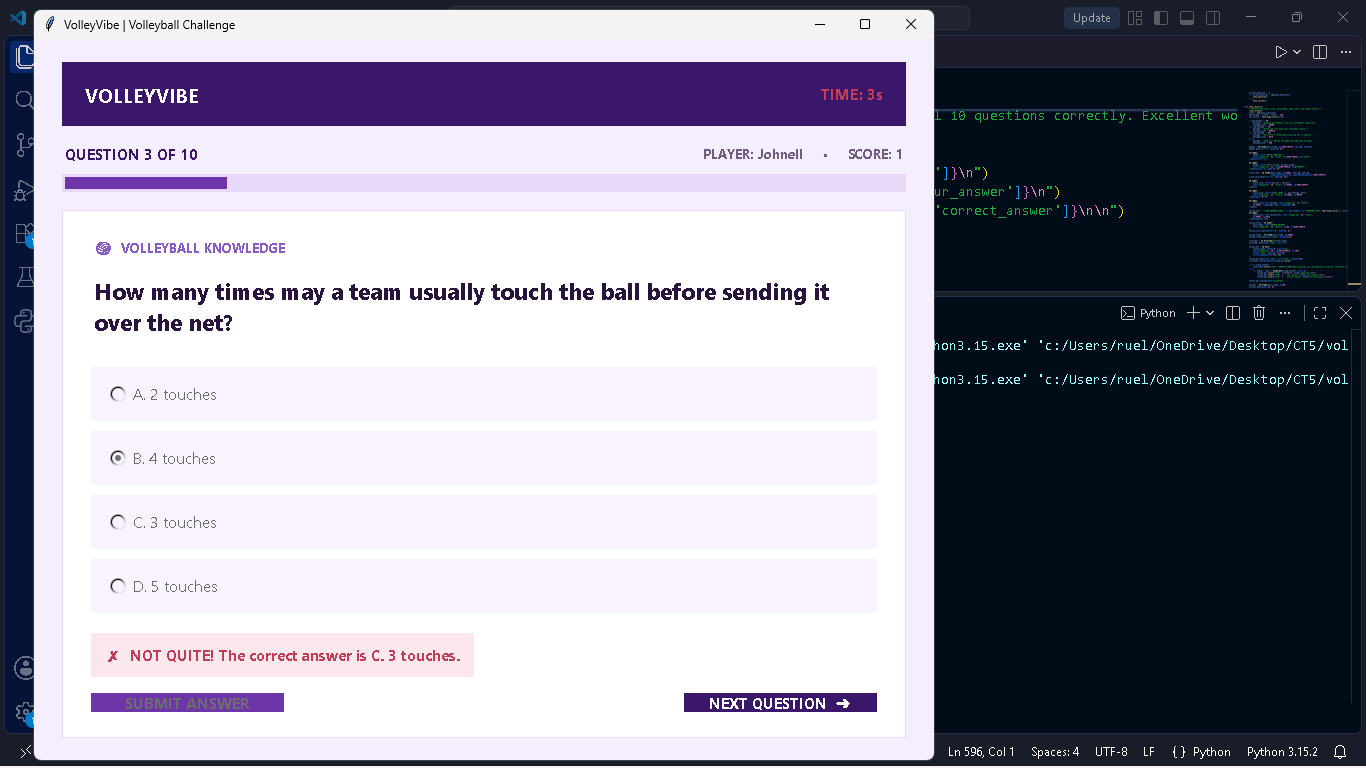 VolleyVibe | Volleyball Challenge
Update
VOLLEYVIBE
TIME: 3s
l 10 questions correctly. Excellent wo
QUESTION 3 OF 10
PLAYER: Johnell • SCORE: 1
']}\n")
ur_answer']}\n")
'correct_answer']}\n\n")
VOLLEYBALL KNOWLEDGE
How many times may a team usually touch the ball before sending it
over the net?
Python
hon3.15.exe' 'c:/Users/ruel/OneDrive/Desktop/CT5/vol
hon3.15.exe' 'c:/Users/ruel/OneDrive/Desktop/CT5/vol
A. 2 touches
B. 4 touches
C. 3 touches
D. 5 touches
✗ NOT QUITE! The correct answer is C. 3 touches.
SUBMIT ANSWER
NEXT QUESTION ➔
Ln 596, Col 1 Spaces: 4 UTF-8 LF {} Python Python 3.15.2